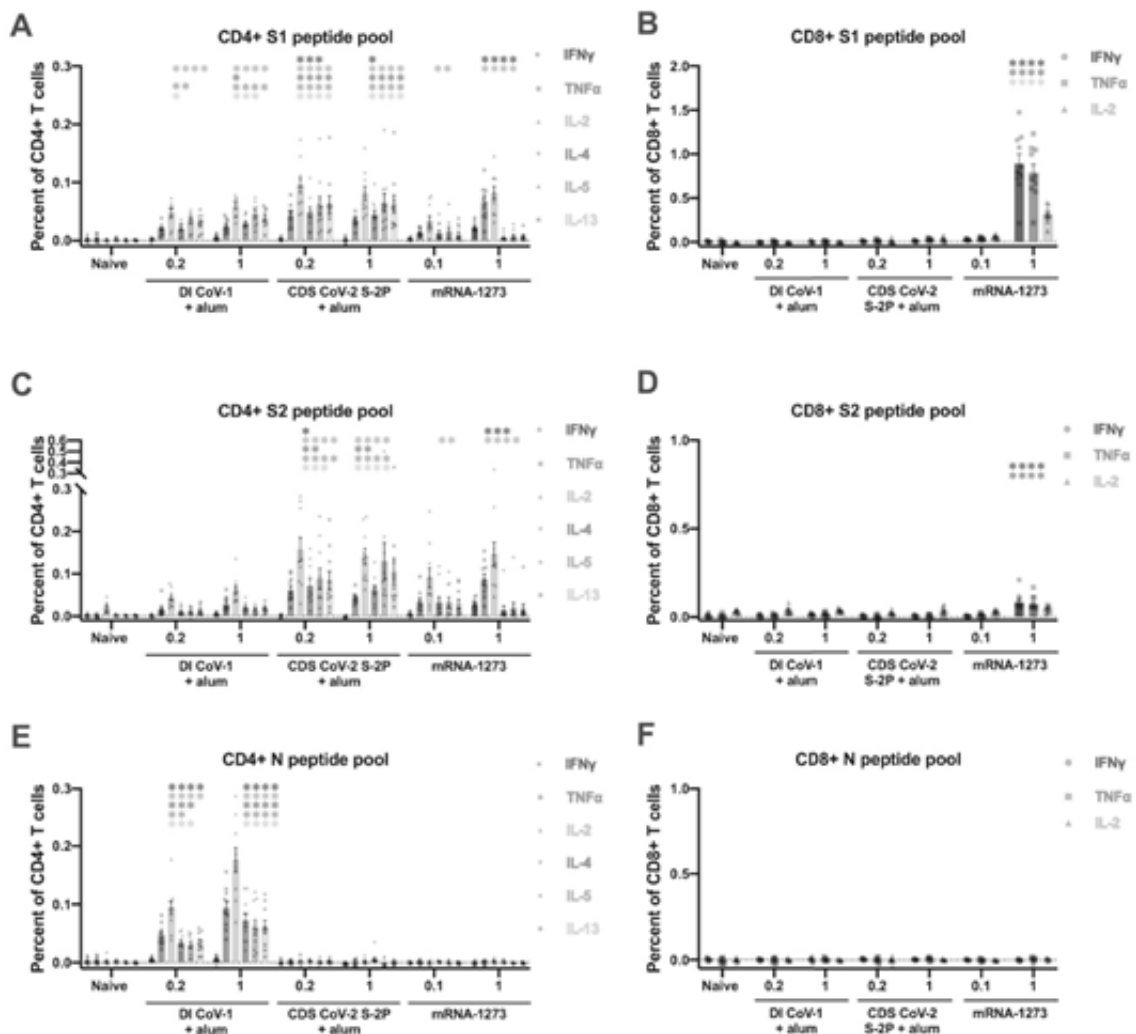 A
CD4+ S1 peptide pool
Percent of CD4+ T cells
0.3
0.2
0.1
0.0
Naive
0.2
1
0.2
1
0.1
1
DI CoV-1
+ alum
CDS CoV-2 S-2P
+ alum
mRNA-1273
IFNγ
TNFα
IL-2
IL-4
IL-5
IL-13
B
CD8+ S1 peptide pool
Percent of CD8+ T cells
2.0
1.5
1.0
0.5
0.0
Naive
0.2
1
0.2
1
0.1
1
DI CoV-1
+ alum
CDS CoV-2
S-2P + alum
mRNA-1273
IFNγ
TNFα
IL-2
C
CD4+ S2 peptide pool
Percent of CD4+ T cells
0.6
0.5
0.4
0.3
0.3
0.2
0.1
0.0
Naive
0.2
1
0.2
1
0.1
1
DI CoV-1
+ alum
CDS CoV-2 S-2P
+ alum
mRNA-1273
IFNγ
TNFα
IL-2
IL-4
IL-5
IL-13
D
CD8+ S2 peptide pool
Percent of CD8+ T cells
1.0
0.5
0.0
Naive
0.2
1
0.2
1
0.1
1
DI CoV-1
+ alum
CDS CoV-2
S-2P + alum
mRNA-1273
IFNγ
TNFα
IL-2
E
CD4+ N peptide pool
Percent of CD4+ T cells
0.3
0.2
0.1
0.0
Naive
0.2
1
0.2
1
0.1
1
DI CoV-1
+ alum
CDS CoV-2 S-2P
+ alum
mRNA-1273
IFNγ
TNFα
IL-2
IL-4
IL-5
IL-13
F
CD8+ N peptide pool
Percent of CD8+ T cells
1.0
0.5
0.0
Naive
0.2
1
0.2
1
0.1
1
DI CoV-1
+ alum
CDS CoV-2
S-2P + alum
mRNA-1273
IFNγ
TNFα
IL-2